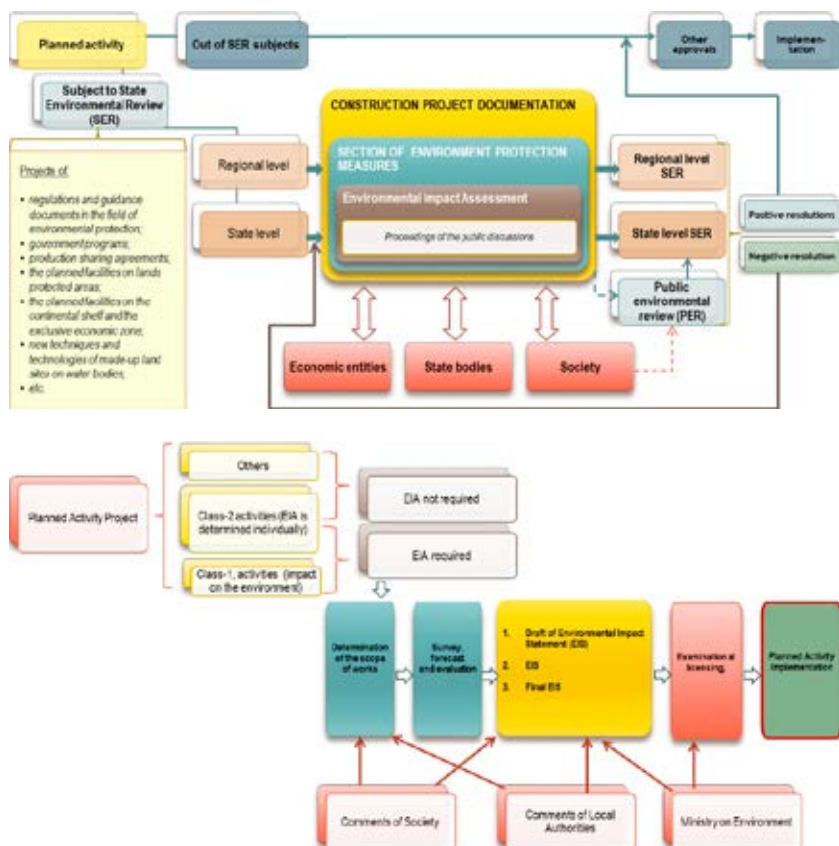 Planned activity
Out of SER subjects
Other
approvals
Implemen-
tation
Subject to State
Environmental Review
(SER)
Projects of:
• regulations and guidance
documents in the field of
environmental protection;
• government programs;
• production sharing agreements;
• the planned facilities on lands
protected areas;
• the planned facilities on the
continental shelf and the
exclusive economic zone;
• new techniques and
technologies of made-up land
sites on water bodies;
• etc.
Regional level
State level
CONSTRUCTION PROJECT DOCUMENTATION
SECTION OF ENVIRONMENT PROTECTION
MEASURES
Environmental Impact Assessment
Proceedings of the public discussions
Regional level
SER
State level SER
Public
environmental
review (PER)
Positive resolutions
Negative resolution
Economic entities
State bodies
Society
Planned Activity Project
Others
Class-2 activities (EIA is
determined individually)
Class-1, activities (impact
on the environment)
EIA not required
EIA required
Determination
of the scope
of works
Survey,
forecast
and evaluation
1. Draft of Environmental Impact
Statement (EIS)
2. EIS
3. Final EIS
Examination at
licensing,
Planned Activity
Implementation
Comments of Society
Comments of Local
Authorities
Ministry on Environment